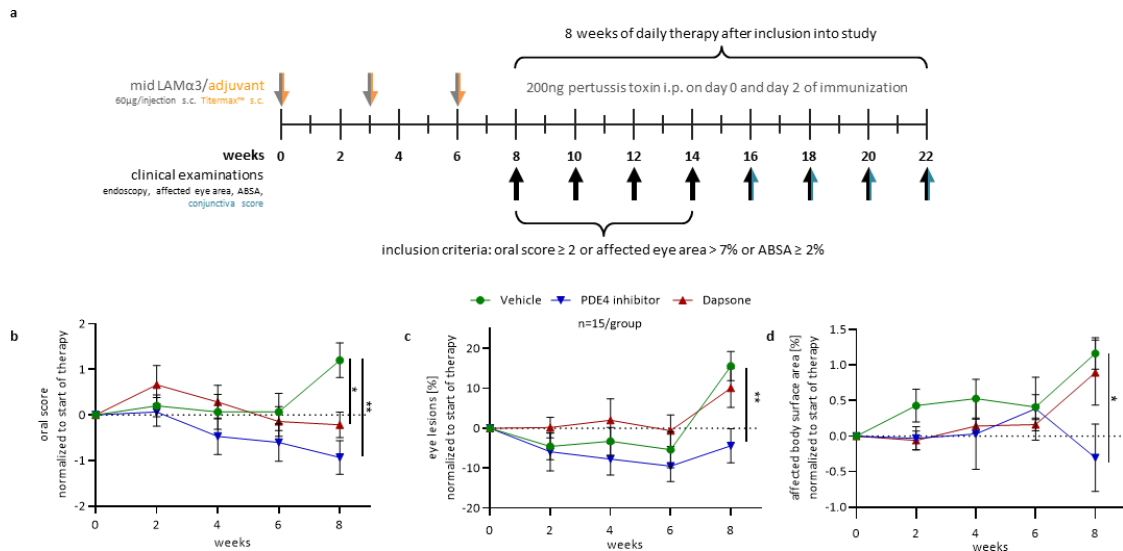 a
8 weeks of daily therapy after inclusion into study
mid LAMα3/adjuvant
60µg/injection s.c. Titermax™ s.c.
200ng pertussis toxin i.p. on day 0 and day 2 of immunization
weeks 0 2 4 6 8 10 12 14 16 18 20 22
clinical examinations
endoscopy, affected eye area, ABSA,
conjunctiva score
inclusion criteria: oral score ≥ 2 or affected eye area > 7% or ABSA ≥ 2%
Vehicle PDE4 inhibitor Dapsone
n=15/group
b
oral score
normalized to start of therapy
2
1
0
-1
-2
0 2 4 6 8
weeks
*
**
c
eye lesions [%]
normalized to start of therapy
20
10
0
-10
-20
0 2 4 6 8
weeks
**
d
affected body surface area [%]
normalized to start of therapy
1.5
1.0
0.5
0.0
-0.5
-1.0
0 2 4 6 8
weeks
*